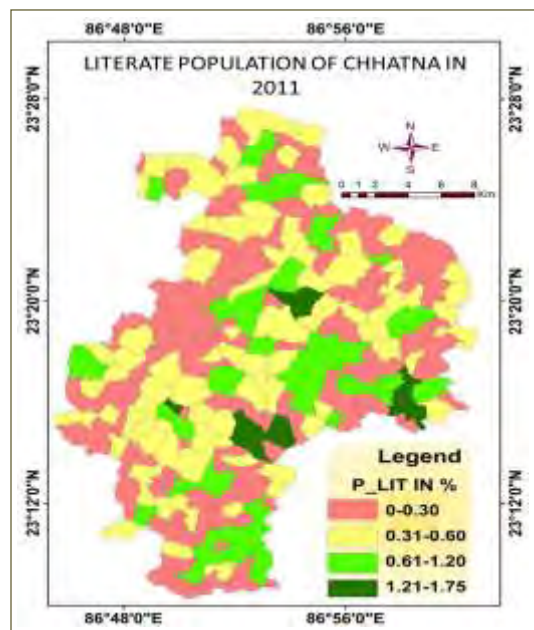 86°48'0"E 86°56'0"E
LITERATE POPULATION OF CHHATNA IN
2011
23°28'0"N 23°28'0"N
N
W E
S
0 1 2 4 6 8
Km
23°20'0"N 23°20'0"N
Legend
P_LIT IN %
23°12'0"N 23°12'0"N
0-0.30
0.31-0.60
0.61-1.20
1.21-1.75
86°48'0"E 86°56'0"E